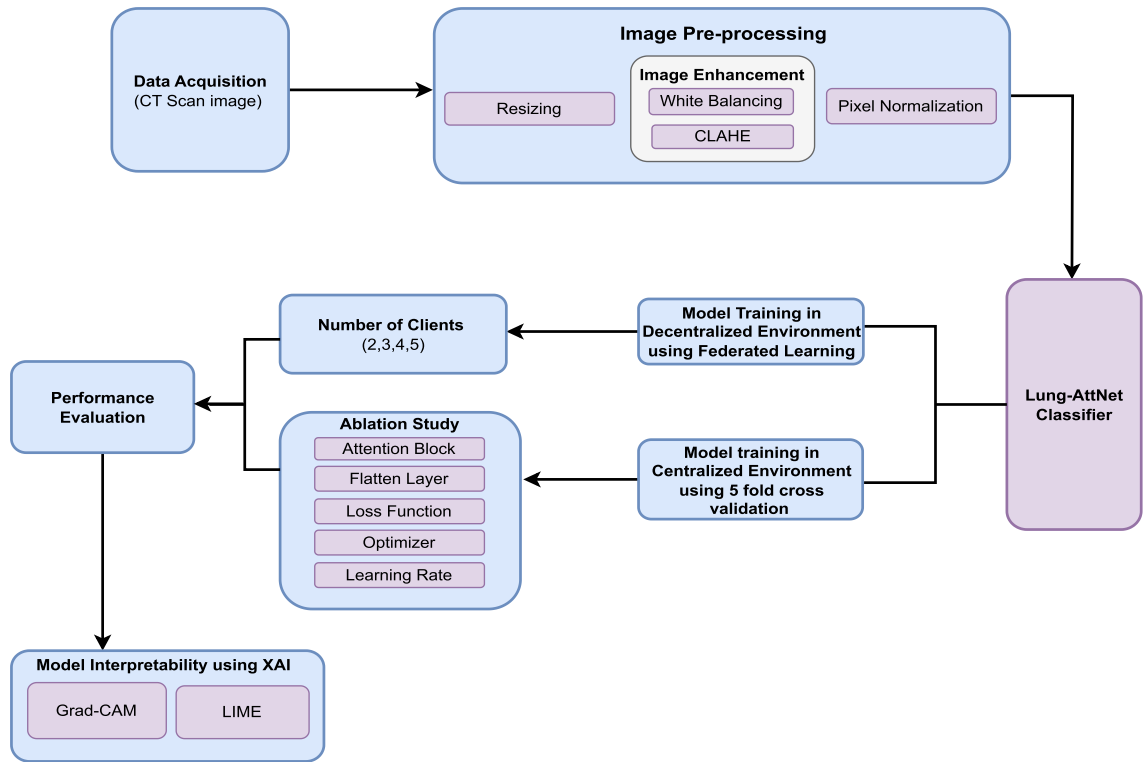 Data Acquisition
(CT Scan image)
Image Pre-processing
Resizing
Image Enhancement
White Balancing
CLAHE
Pixel Normalization
Lung-AttNet
Classifier
Model Training in
Decentralized Environment
using Federated Learning
Number of Clients
(2,3,4,5)
Model training in
Centralized Environment
using 5 fold cross
validation
Ablation Study
Attention Block
Flatten Layer
Loss Function
Optimizer
Learning Rate
Performance
Evaluation
Model Interpretability using XAI
Grad-CAM
LIME